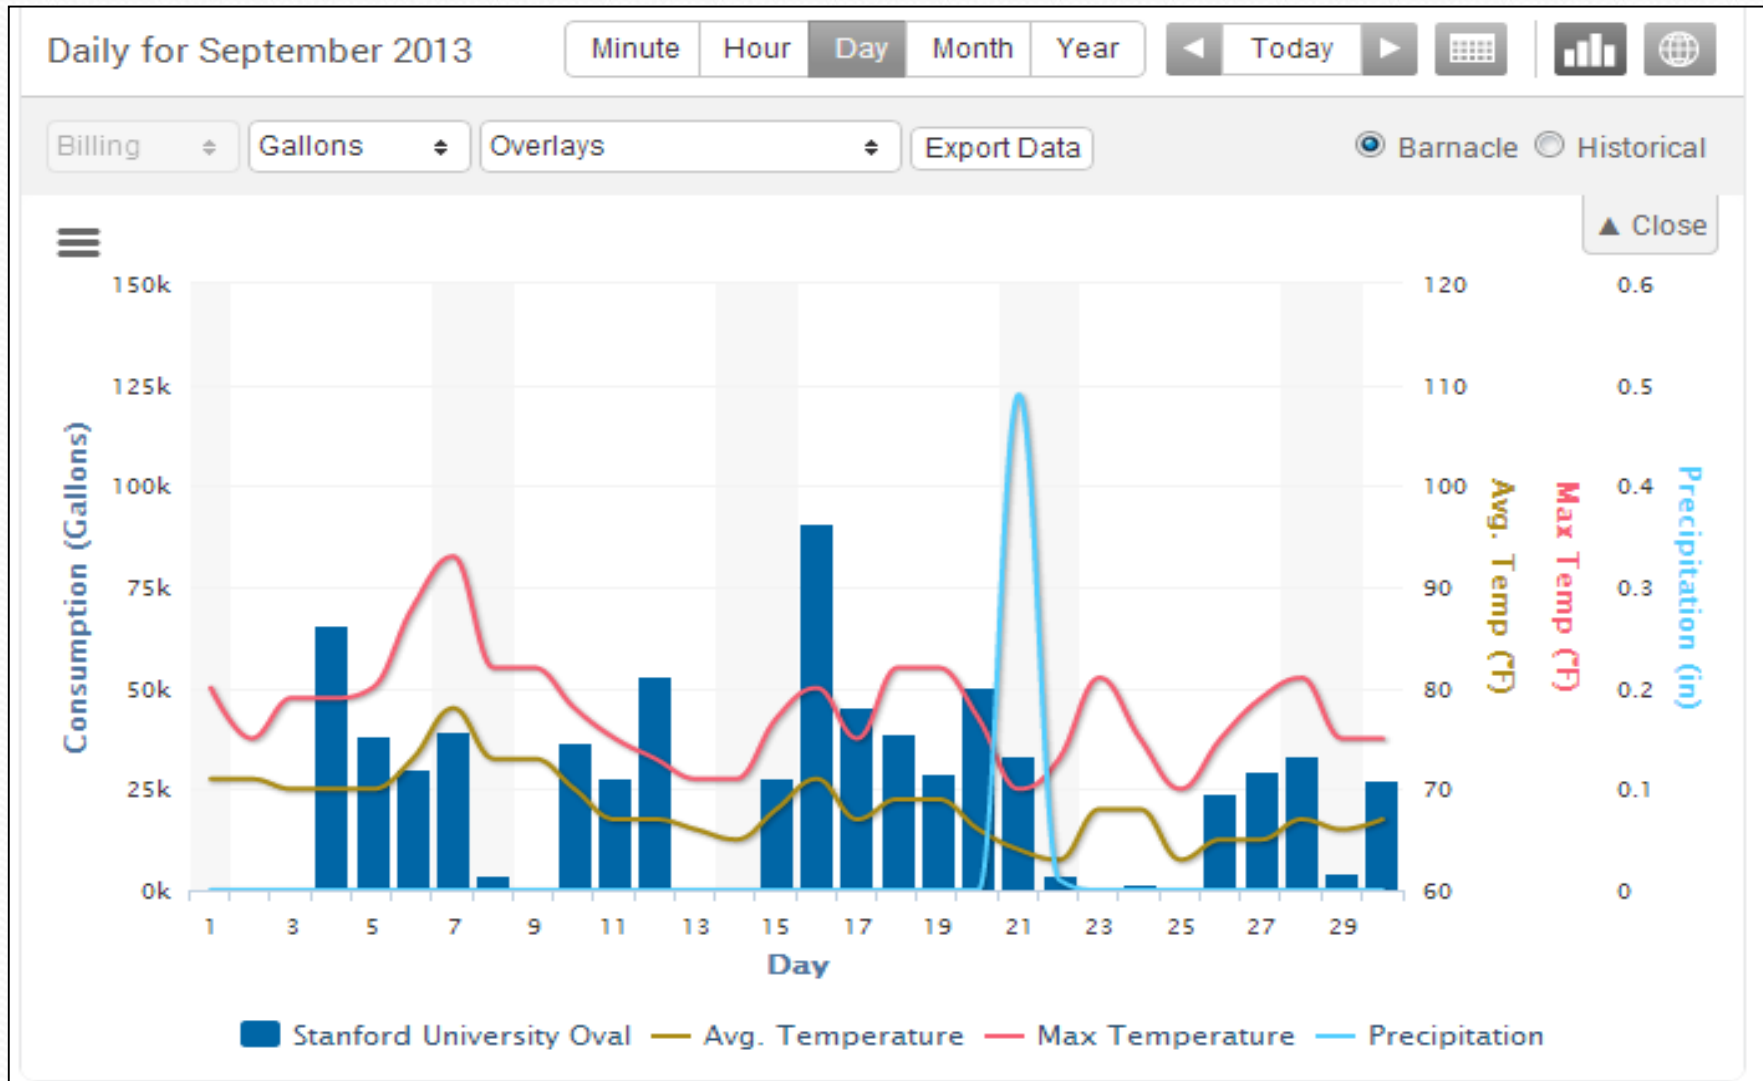 Daily for September 2013 Minute Hour Day Month Year Today
Billing Gallons Overlays Export Data Barnacle Historical
▲ Close
150k 120 0.6
125k 110 0.5
100k 100 0.4
75k 90 0.3
50k 80 0.2
25k 70 0.1
0k 60 0
Consumption (Gallons)
Avg. Temp (°F)
Max Temp (°F)
Precipitation (in)
1 3 5 7 9 11 13 15 17 19 21 23 25 27 29
Day
Stanford University Oval Avg. Temperature Max Temperature Precipitation